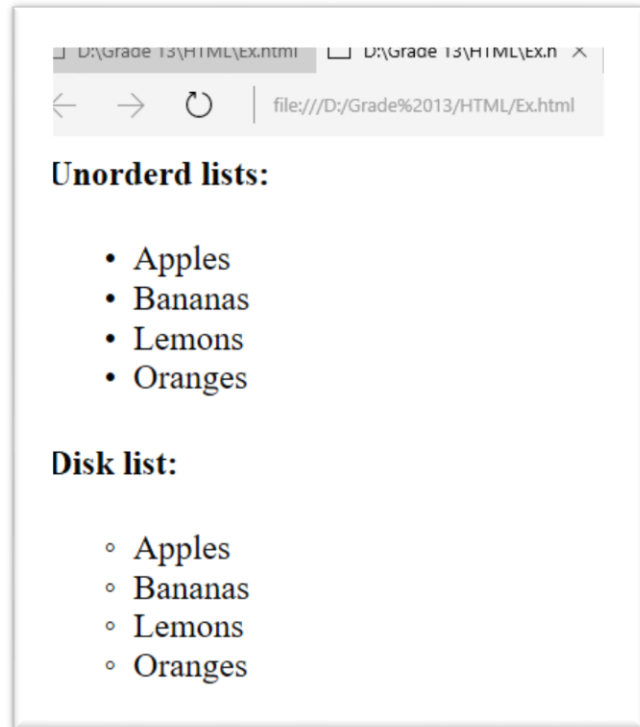 D:\Grade 13\HTML\Ex.html D:\Grade 13\HTML\Ex.h ×
file:///D:/Grade%2013/HTML/Ex.html
Unorderd lists:
• Apples
• Bananas
• Lemons
• Oranges
Disk list:
◦ Apples
◦ Bananas
◦ Lemons
◦ Oranges